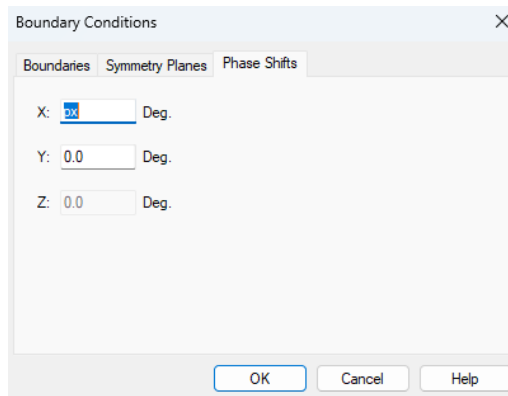 Boundary Conditions
Boundaries Symmetry Planes Phase Shifts
X: px Deg.
Y: 0.0 Deg.
Z: 0.0 Deg.
OK Cancel Help